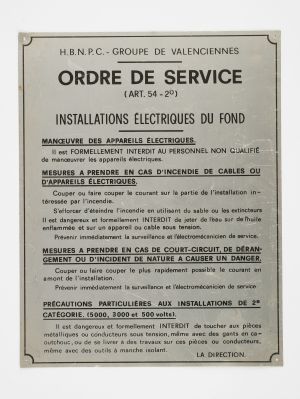 H.B.N.P.C. - GROUPE DE VALENCIENNES
ORDRE DE SERVICE
(ART. 54 - 2º)
INSTALLATIONS ÉLECTRIQUES DU FOND
MANŒUVRE DES APPAREILS ÉLECTRIQUES.
Il est FORMELLEMENT INTERDIT AU PERSONNEL NON QUALIFIÉ
de manœuvrer les appareils électriques.
MESURES A PRENDRE EN CAS D'INCENDIE DE CABLES OU
D'APPAREILS ÉLECTRIQUES.
Couper ou faire couper le courant sur la partie de l'installation in-
téressée par l'incendie.
S'efforcer d'éteindre l'incendie en utilisant du sable ou les extincteurs
Il est dangereux et formellement INTERDIT de jeter de l'eau sur de l'huile
enflammée et sur un appareil ou cable sous tension.
Prévenir immédiatement la surveillance et l'électromécanicien de service.
MESURES A PRENDRE EN CAS DE COURT-CIRCUIT, DE DÉRAN-
GEMENT OU D'INCIDENT DE NATURE A CAUSER UN DANGER.
Couper ou faire couper le plus rapidement possible le courant en
amont de l'installation.
Prévenir immédiatement la surveillance et l'électromécanicien de service
PRÉCAUTIONS PARTICULIÈRES AUX INSTALLATIONS DE 2e
CATÉGORIE. (5000, 3000 et 500 volts).
Il est dangereux et formellement INTERDIT de toucher aux pièces
métalliques ou conducteurs sous tension, même avec des gants en ca-
outchouc, ou de se livrer à des travaux sur ces pièces ou conducteurs,
même avec outils à manche isolant.
LA DIRECTION.